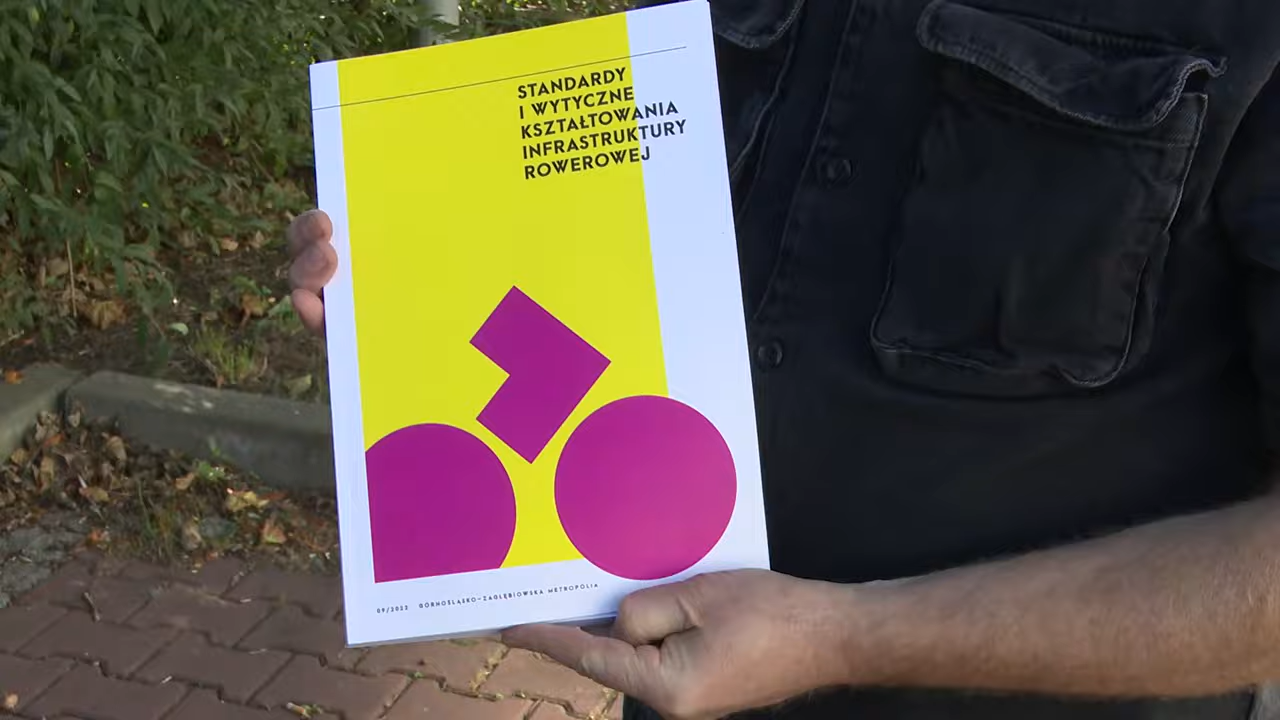 STANDARDY
I WYTYCZNE
KSZTAŁTOWANIA
INFRASTRUKTURY
ROWEROWEJ
09/2022 GÓRNOŚLĄSKO-ZAGŁĘBIOWSKA METROPOLIA